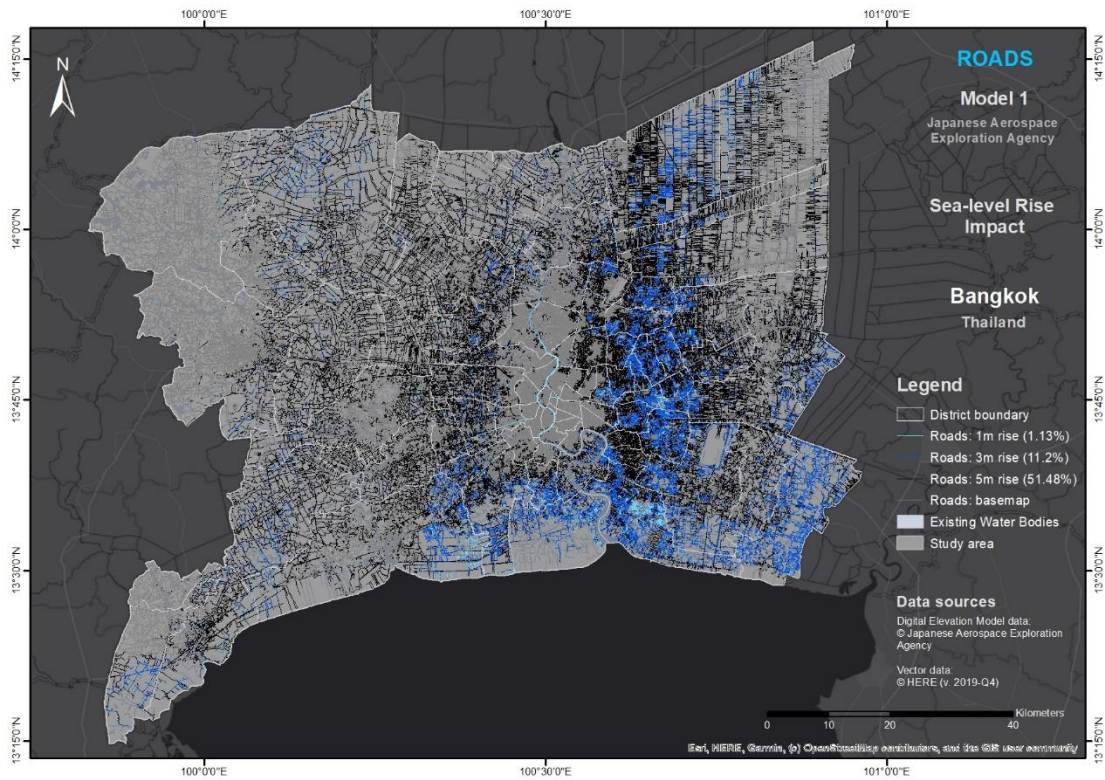 100°0'0"E
100°30'0"E
101°0'0"E
14°15'0"N
14°0'0"N
13°45'0"N
13°30'0"N
13°15'0"N
N
ROADS
Model 1
Japanese Aerospace
Exploration Agency
Sea-level Rise
Impact
Bangkok
Thailand
Legend
District boundary
Roads: 1m rise (1.13%)
Roads: 3m rise (11.2%)
Roads: 5m rise (51.48%)
Roads: basemap
Existing Water Bodies
Study area
Data sources
Digital Elevation Model data:
© Japanese Aerospace Exploration
Agency
Vector data:
© HERE (v. 2019-Q4)
Kilometers
0 10 20 40
Esri, HERE, Garmin, (c) OpenStreetMap contributors, and the GIS user community
14°15'0"N
14°0'0"N
13°45'0"N
13°30'0"N
13°15'0"N
100°0'0"E
100°30'0"E
101°0'0"E